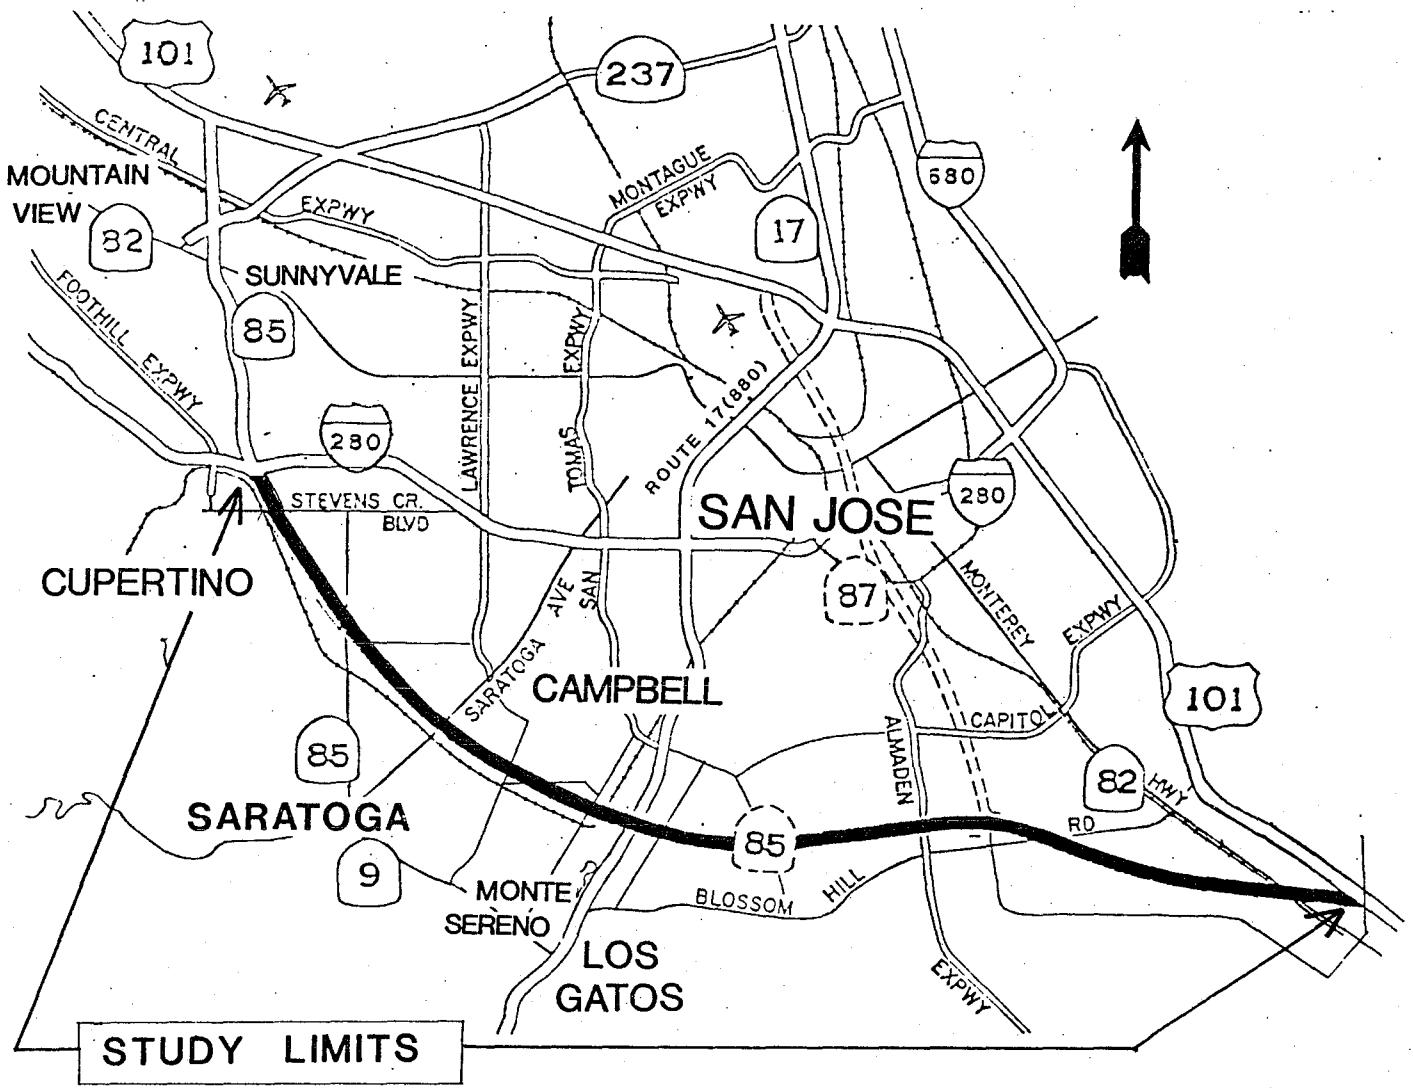 101
237
CENTRAL
EXPWY
MOUNTAIN
VIEW
82
MONTAGUE
EXPWY
680
17
FOOTHILL EXPWY
SUNNYVALE
85
LAWRENCE EXPWY
SAN TOMAS EXPWY
ROUTE 17(880)
280
STEVENS CR.
BLVD
SAN JOSE
280
CUPERTINO
87
MONTEREY
HWY
SARATOGA AVE
CAMPBELL
CAPITOL EXPWY
101
ALMADEN
EXPWY
85
82
SARATOGA
85
BLOSSOM HILL RD
9
MONTE
SERENO
LOS
GATOS
STUDY LIMITS